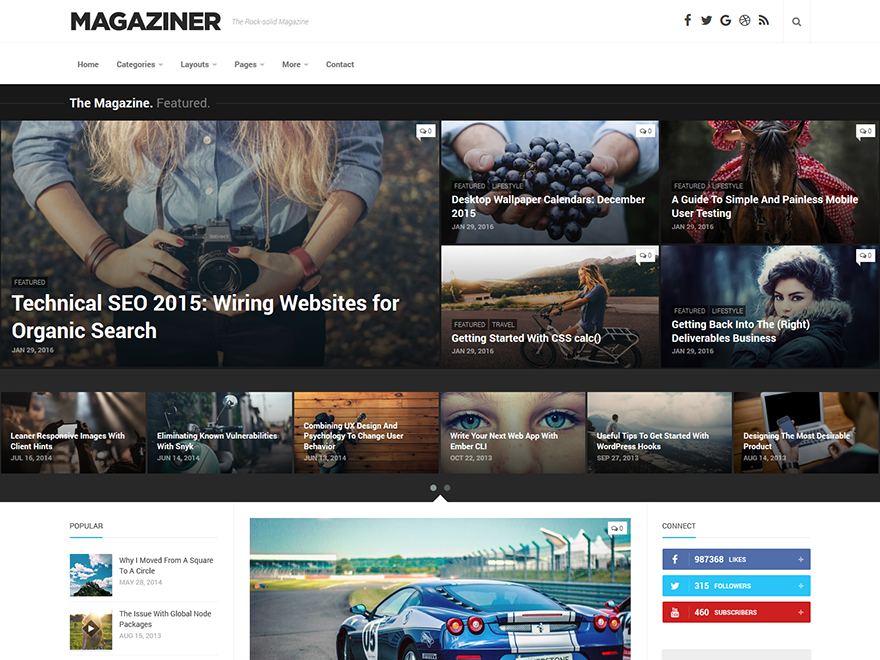 MAGAZINER
The Rock-solid Magazine
Home
Categories
Layouts
Pages
More
Contact
The Magazine. Featured.
0
FEATURED
Technical SEO 2015: Wiring Websites for
Organic Search
JAN 29, 2016
0
FEATURED LIFESTYLE
Desktop Wallpaper Calendars: December
2015
JAN 29, 2016
0
FEATURED LIFESTYLE
A Guide To Simple And Painless Mobile
User Testing
JAN 29, 2016
0
FEATURED TRAVEL
Getting Started With CSS calc()
JAN 29, 2016
0
FEATURED LIFESTYLE
Getting Back Into The (Right)
Deliverables Business
JAN 29, 2016
Leaner Responsive Images With
Client Hints
JUL 16, 2014
Eliminating Known Vulnerabilities
With Snyk
JUN 14, 2014
Combining UX Design And
Psychology To Change User
Behavior
JUN 13, 2014
Write Your Next Web App With
Ember CLI
OCT 22, 2013
Useful Tips To Get Started With
WordPress Hooks
SEP 27, 2013
Designing The Most Desirable
Product
AUG 14, 2013
POPULAR
Why I Moved From A Square
To A Circle
MAY 28, 2014
The Issue With Global Node
Packages
AUG 15, 2013
0
CONNECT
987368 LIKES +
315 FOLLOWERS +
460 SUBSCRIBERS +